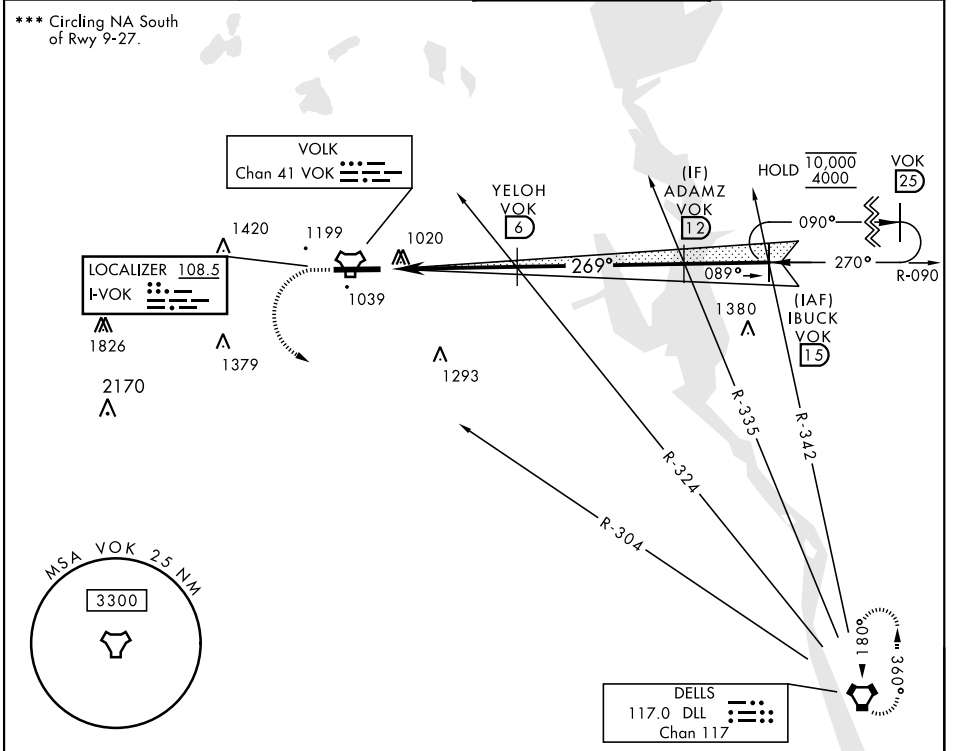 *** Circling NA South
of Rwy 9-27.
VOLK
Chan 41 VOK
YELOH
VOK
6
(IF)
ADAMZ
VOK
12
HOLD
10,000
4000
VOK
25
090°
1420
1199
1020
269°
089°
270°
R-090
LOCALIZER 108.5
I-VOK
1039
1380
(IAF)
IBUCK
VOK
15
1826
1379
1293
2170
R-335
R-342
R-324
R-304
MSA VOK 25 NM
3300
180°
360°
DELLS
117.0 DLL
Chan 117